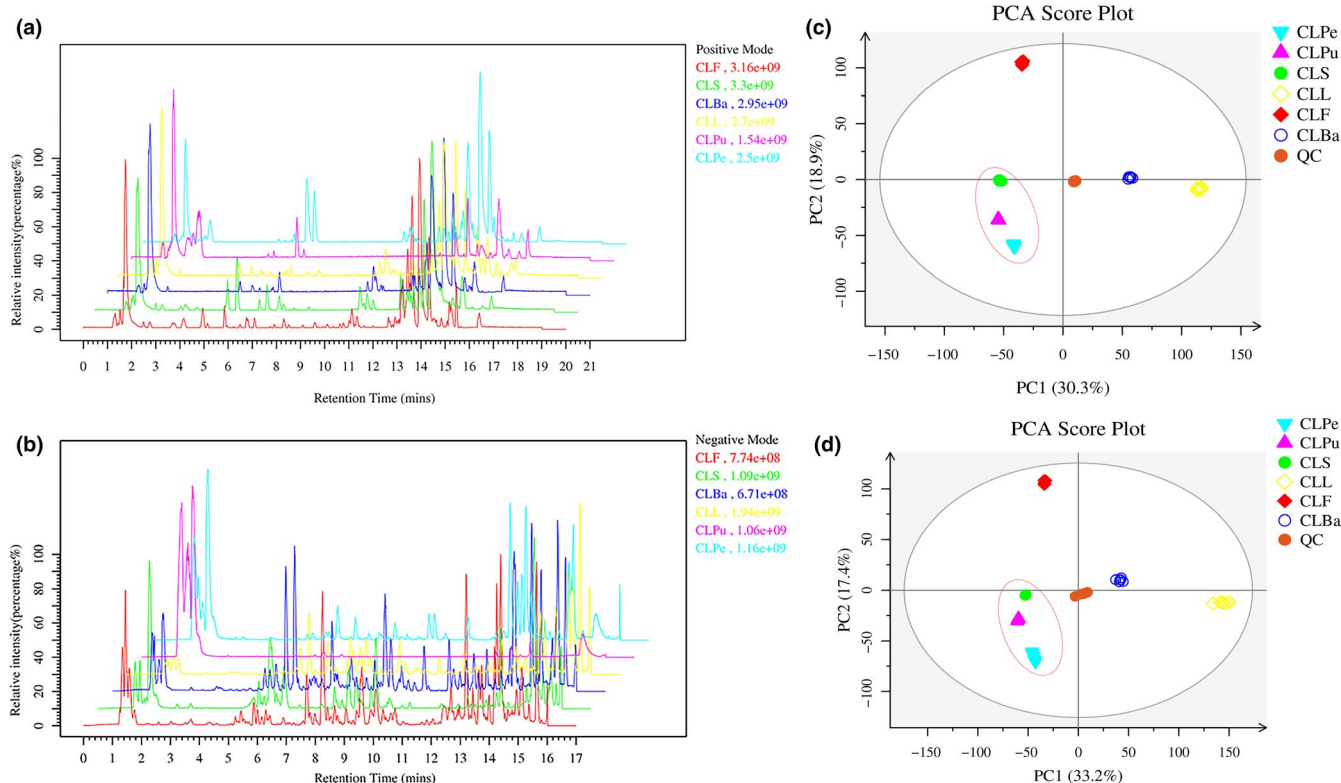 (a)
Positive Mode
CLF , 3.16e+09
CLS , 3.3e+09
CLBa , 2.95e+09
CLL , 2.7e+09
CLPu , 1.54e+09
CLPe , 2.5e+09
Relative intensity(percentage%)
100
80
60
40
20
0
0 1 2 3 4 5 6 7 8 9 10 11 12 13 14 15 16 17 18 19 20 21
Retention Time (mins)
(c)
PCA Score Plot
CLPe
CLPu
CLS
CLL
CLF
CLBa
QC
PC2 (18.9%)
100
50
0
−50
−100
−150 −100 −50 0 50 100 150
PC1 (30.3%)
(b)
Negative Mode
CLF , 7.74e+08
CLS , 1.09e+09
CLBa , 6.71e+08
CLL , 1.94e+09
CLPu , 1.06e+09
CLPe , 1.16e+09
Relative intensity(percentage%)
100
80
60
40
20
0
0 1 2 3 4 5 6 7 8 9 10 11 12 13 14 15 16 17
Retention Time (mins)
(d)
PCA Score Plot
CLPe
CLPu
CLS
CLL
CLF
CLBa
QC
PC2 (17.4%)
100
50
0
−50
−100
−150 −100 −50 0 50 100 150
PC1 (33.2%)